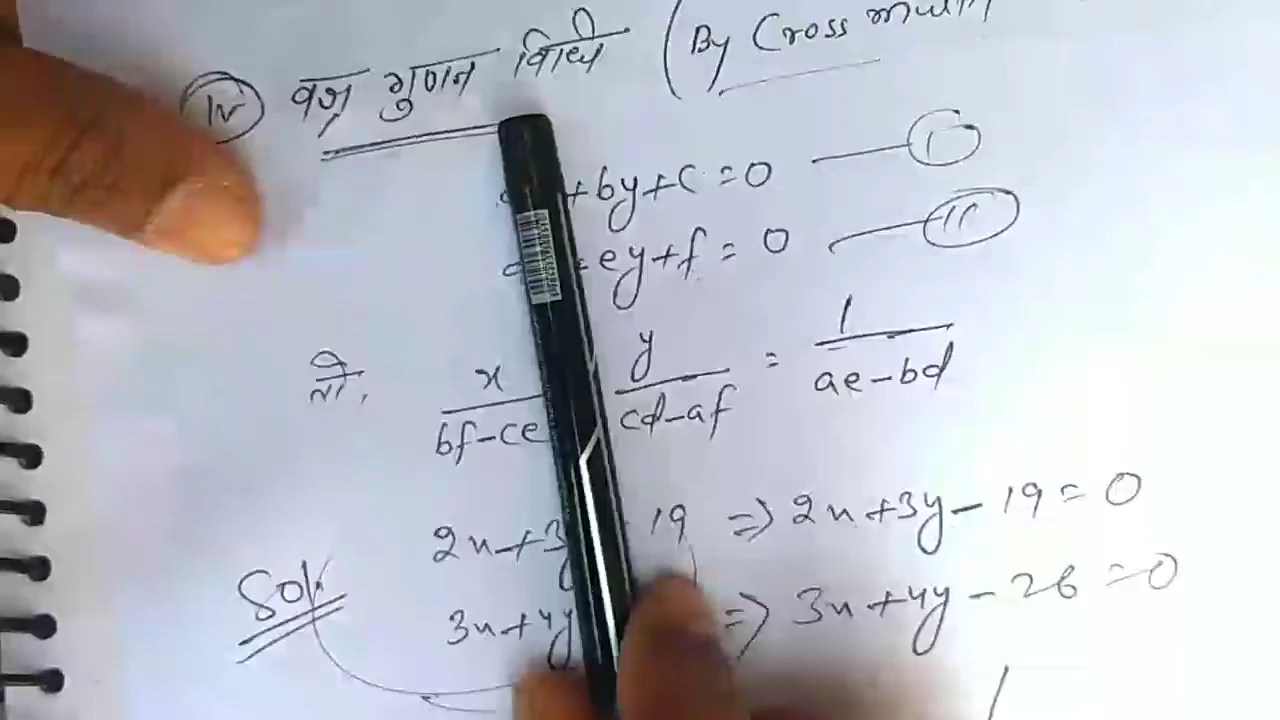 (IV) वज्र गुणन विधि (By Cross
+by+c=0 — (I)
ey+f=0 — (II)
तो, x/bf-ce y/cd-af = 1/ae-bd
2x+3y 19 => 2x+3y-19=0
Sol
3x+4y => 3x+4y-26=0